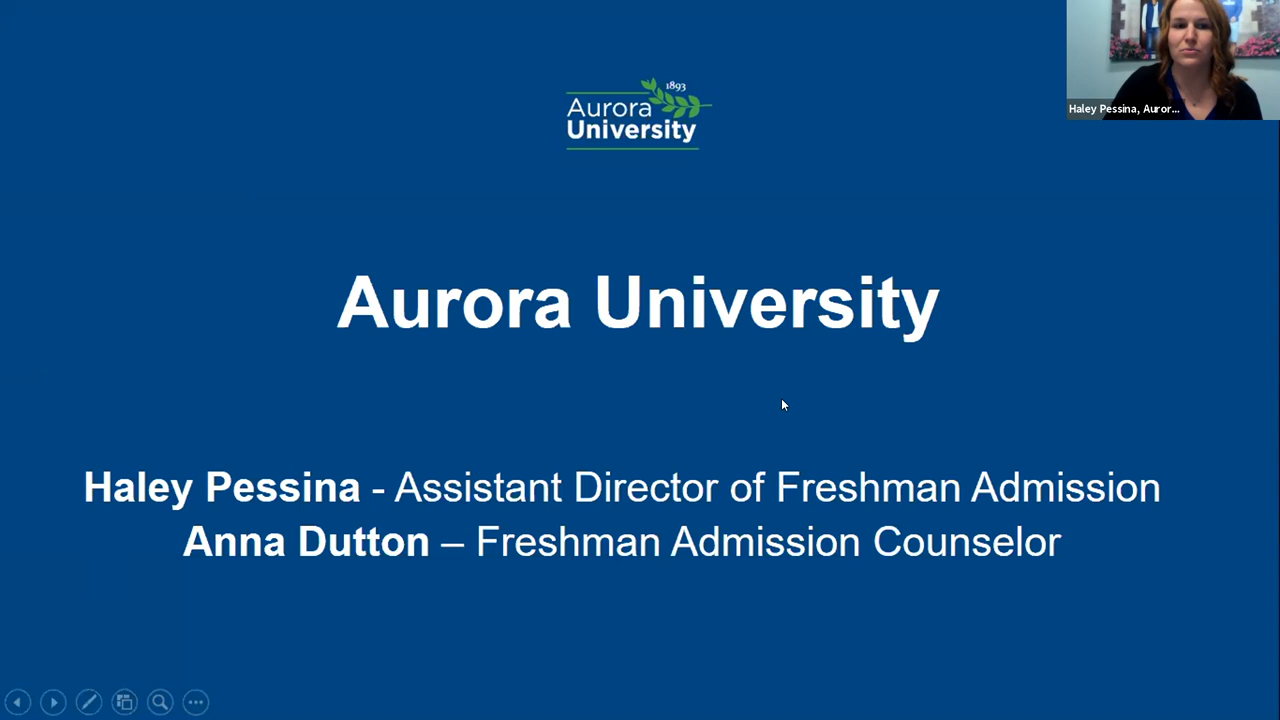 1893
Aurora
University
Haley Pessina, Auror...
Aurora University
Haley Pessina - Assistant Director of Freshman Admission
Anna Dutton – Freshman Admission Counselor